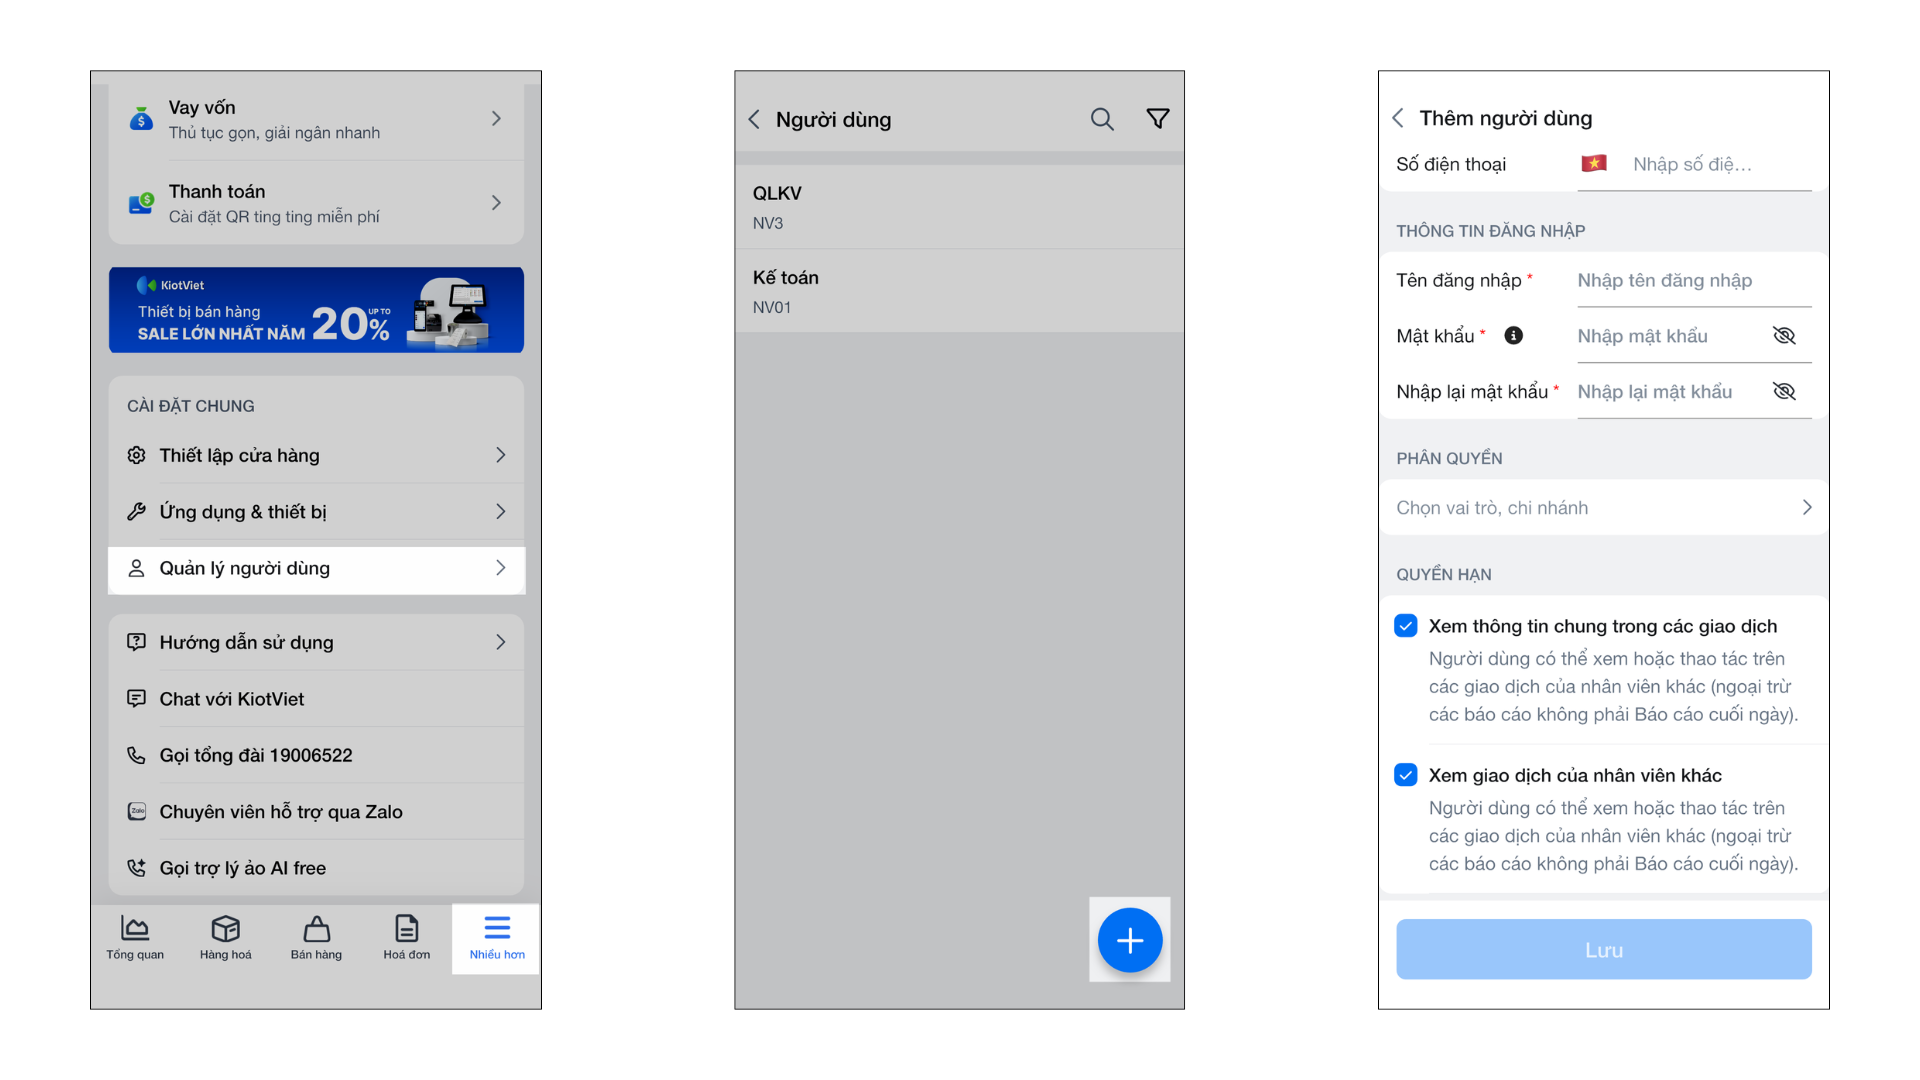 Vay vốn
Thủ tục gọn, giải ngân nhanh
Thanh toán
Cài đặt QR ting ting miễn phí
KiotViet
Thiết bị bán hàng
SALE LỚN NHẤT NĂM
20%
UP TO
CÀI ĐẶT CHUNG
Thiết lập cửa hàng
Ứng dụng & thiết bị
Quản lý người dùng
Hướng dẫn sử dụng
Chat với KiotViet
Gọi tổng đài 19006522
Zalo
Chuyên viên hỗ trợ qua Zalo
Gọi trợ lý ảo AI free
Tổng quan
Hàng hoá
Bán hàng
Hoá đơn
Nhiều hơn
Người dùng
QLKV
NV3
Kế toán
NV01
Thêm người dùng
Số điện thoại
Nhập số điệ...
THÔNG TIN ĐĂNG NHẬP
Tên đăng nhập *
Nhập tên đăng nhập
Mật khẩu *
Nhập mật khẩu
Nhập lại mật khẩu *
Nhập lại mật khẩu
PHÂN QUYỀN
Chọn vai trò, chi nhánh
QUYỀN HẠN
Xem thông tin chung trong các giao dịch
Người dùng có thể xem hoặc thao tác trên
các giao dịch của nhân viên khác (ngoại trừ
các báo cáo không phải Báo cáo cuối ngày).
Xem giao dịch của nhân viên khác
Người dùng có thể xem hoặc thao tác trên
các giao dịch của nhân viên khác (ngoại trừ
các báo cáo không phải Báo cáo cuối ngày).
Lưu